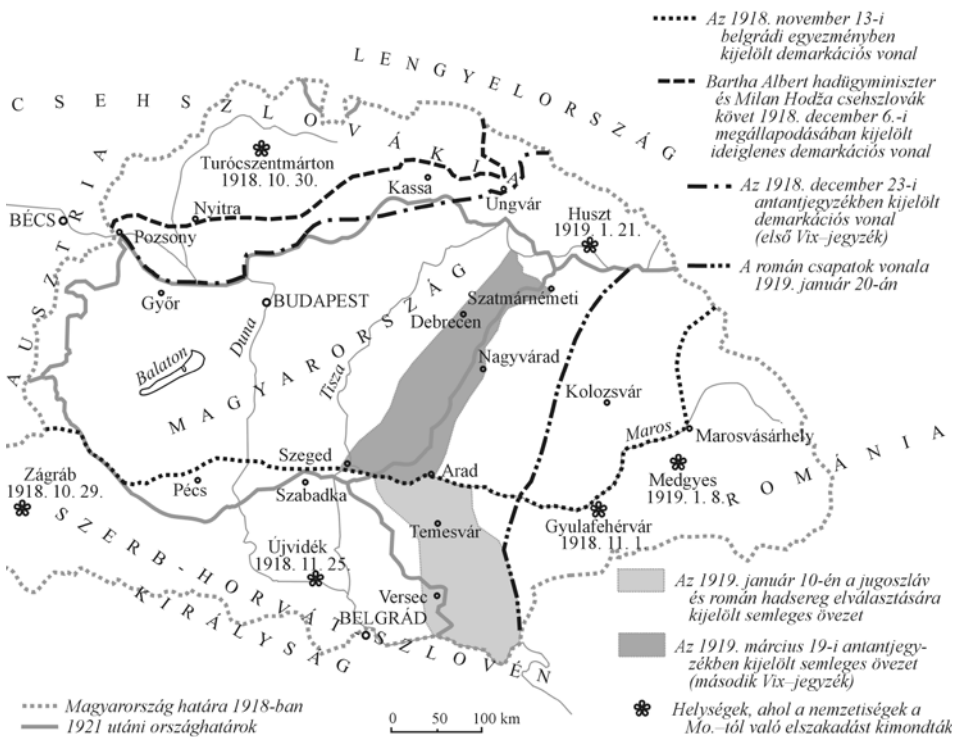 Az 1918. november 13-i
belgrádi egyezményben
kijelölt demarkációs vonal
Bartha Albert hadügyminiszter
és Milan Hodža csehszlovák
követ 1918. december 6.-i
megállapodásában kijelölt
ideiglenes demarkációs vonal
Az 1918. december 23-i
antantjegyzékben kijelölt
demarkációs vonal
(első Vix–jegyzék)
A román csapatok vonala
1919. január 20-án
LENGYELORSZÁG
CSEHSZLOVÁKIA
AUSZTRIA
Turócszentmárton
1918. 10. 30.
Kassa
Ungvár
Nyitra
BÉCS
Pozsony
Huszt
1919. 1. 21.
Győr
BUDAPEST
Szatmárnémeti
Debrecen
Duna
Balaton
Tisza
MAGYARORSZÁG
Nagyvárad
Kolozsvár
Maros
Marosvásárhely
ROMÁNIA
Szeged
Arad
Zágráb
1918. 10. 29.
Pécs
Szabadka
Medgyes
1919. 1. 8.
Gyulafehérvár
1918. 11. 1.
Temesvár
Újvidék
1918. 11. 25.
Versec
BELGRÁD
SZERB-HORVÁT-SZLOVÉN
KIRÁLYSÁG
Az 1919. január 10-én a jugoszláv
és román hadsereg elválasztására
kijelölt semleges övezet
Az 1919. március 19-i antantjegy-
zékben kijelölt semleges övezet
(második Vix–jegyzék)
Helységek, ahol a nemzetiségek a
Mo.–tól való elszakadást kimondták
Magyarország határa 1918-ban
1921 utáni országhatárok
0 50 100 km